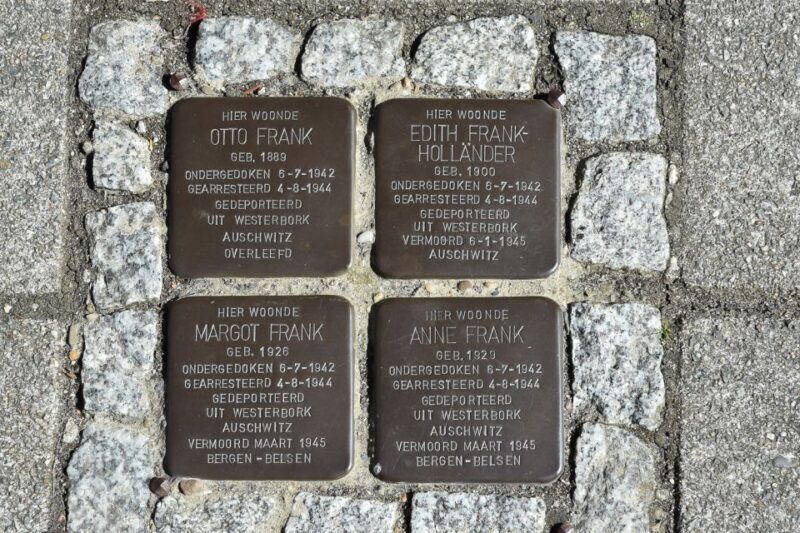 HIER WOONDE
OTTO FRANK
GEB. 1889
ONDERGEDOKEN 6-7-1942
GEARRESTEERD 4-8-1944
GEDEPORTEERD
UIT WESTERBORK
AUSCHWITZ
OVERLEEFD
HIER WOONDE
EDITH FRANK-
HOLLÄNDER
GEB. 1900
ONDERGEDOKEN 6-7-1942
GEARRESTEERD 4-8-1944
GEDEPORTEERD
UIT WESTERBORK
VERMOORD 6-1-1945
AUSCHWITZ
HIER WOONDE
MARGOT FRANK
GEB. 1926
ONDERGEDOKEN 6-7-1942
GEARRESTEERD 4-8-1944
GEDEPORTEERD
UIT WESTERBORK
AUSCHWITZ
VERMOORD MAART 1945
BERGEN-BELSEN
HIER WOONDE
ANNE FRANK
GEB. 1929
ONDERGEDOKEN 6-7-1942
GEARRESTEERD 4-8-1944
GEDEPORTEERD
UIT WESTERBORK
AUSCHWITZ
VERMOORD MAART 1945
BERGEN-BELSEN